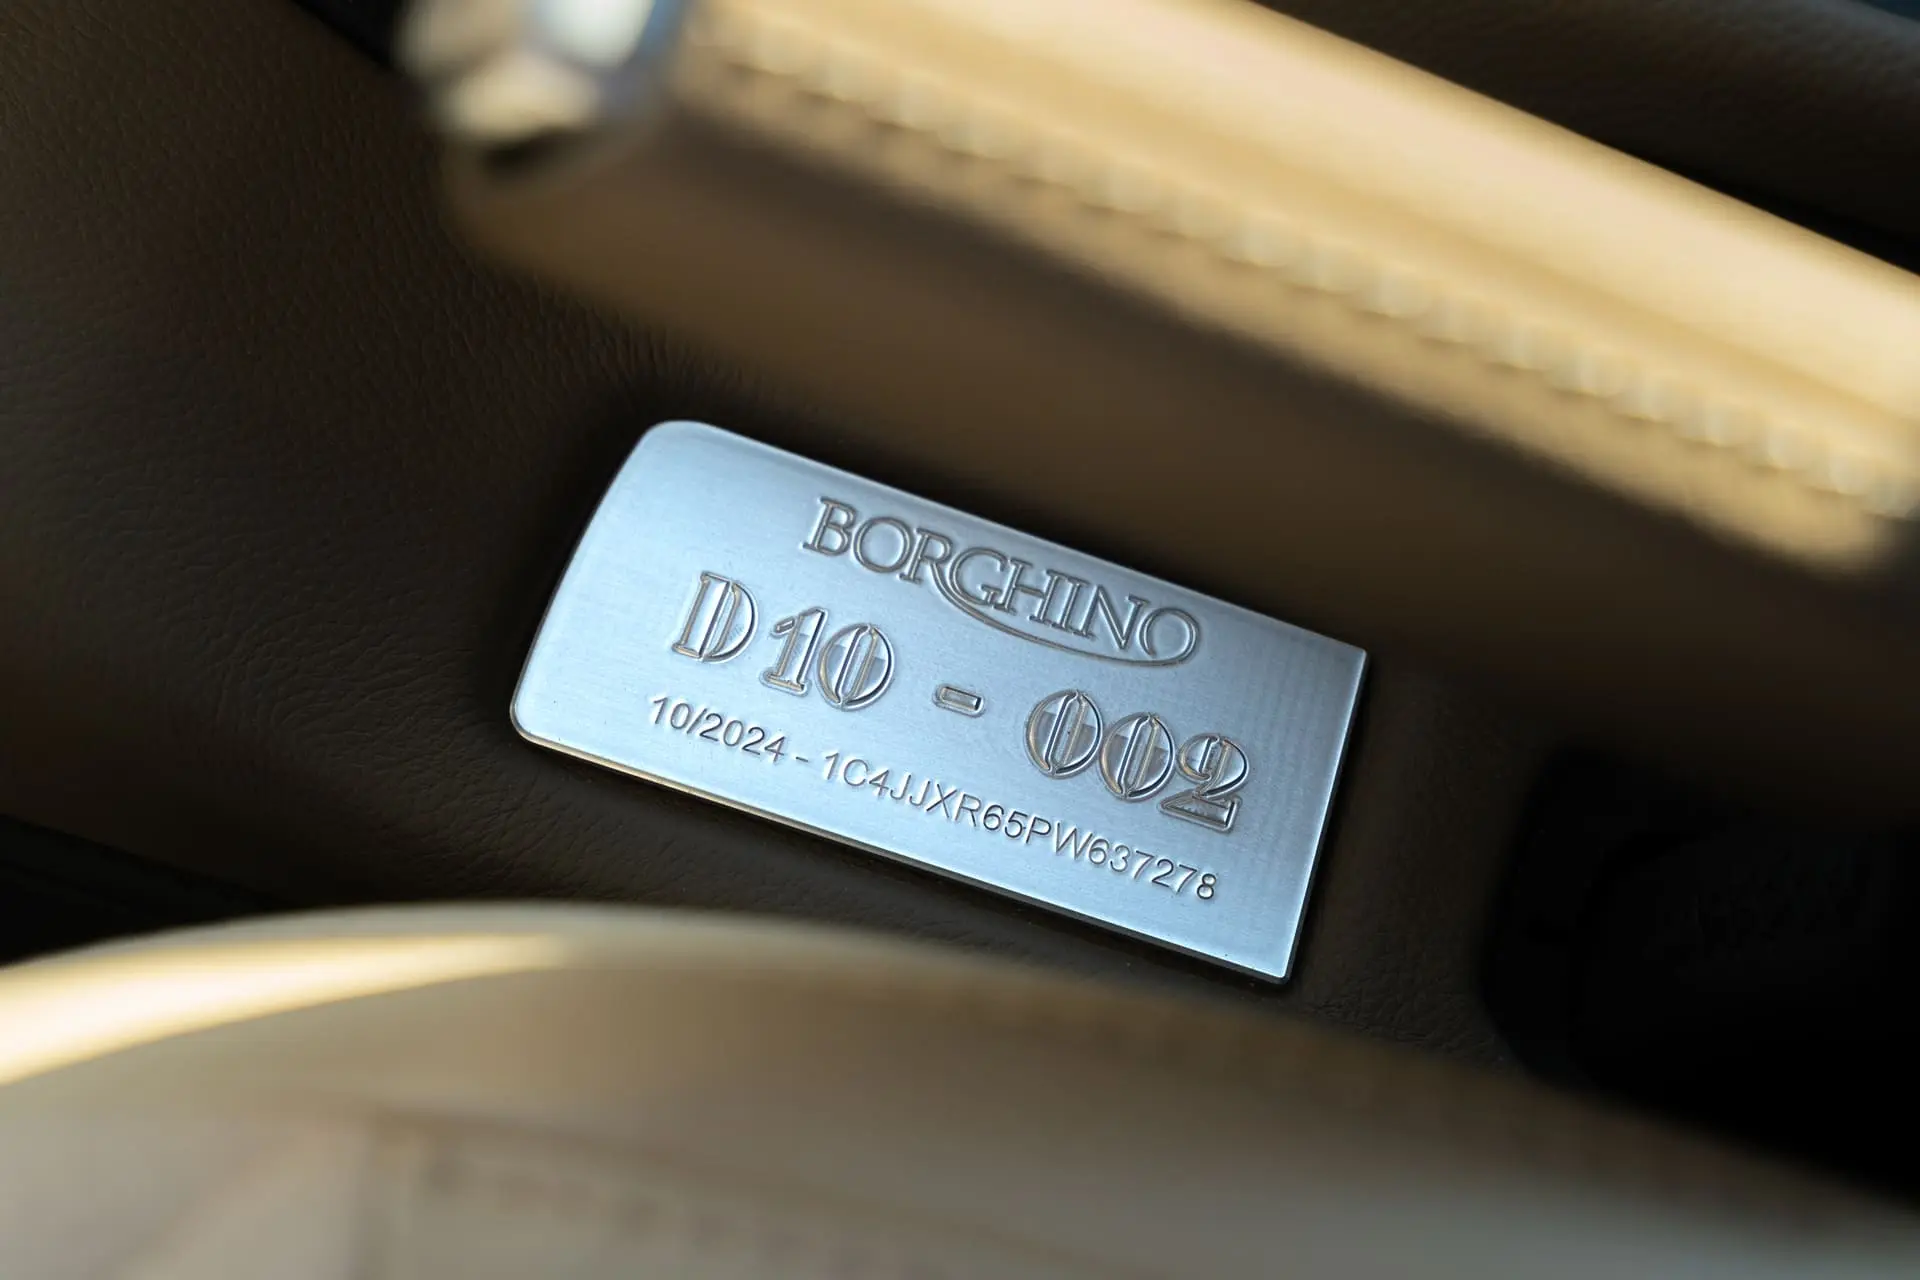 BORGHINO
D10 - 002
10/2024 - 1C4JJXR65PW637278